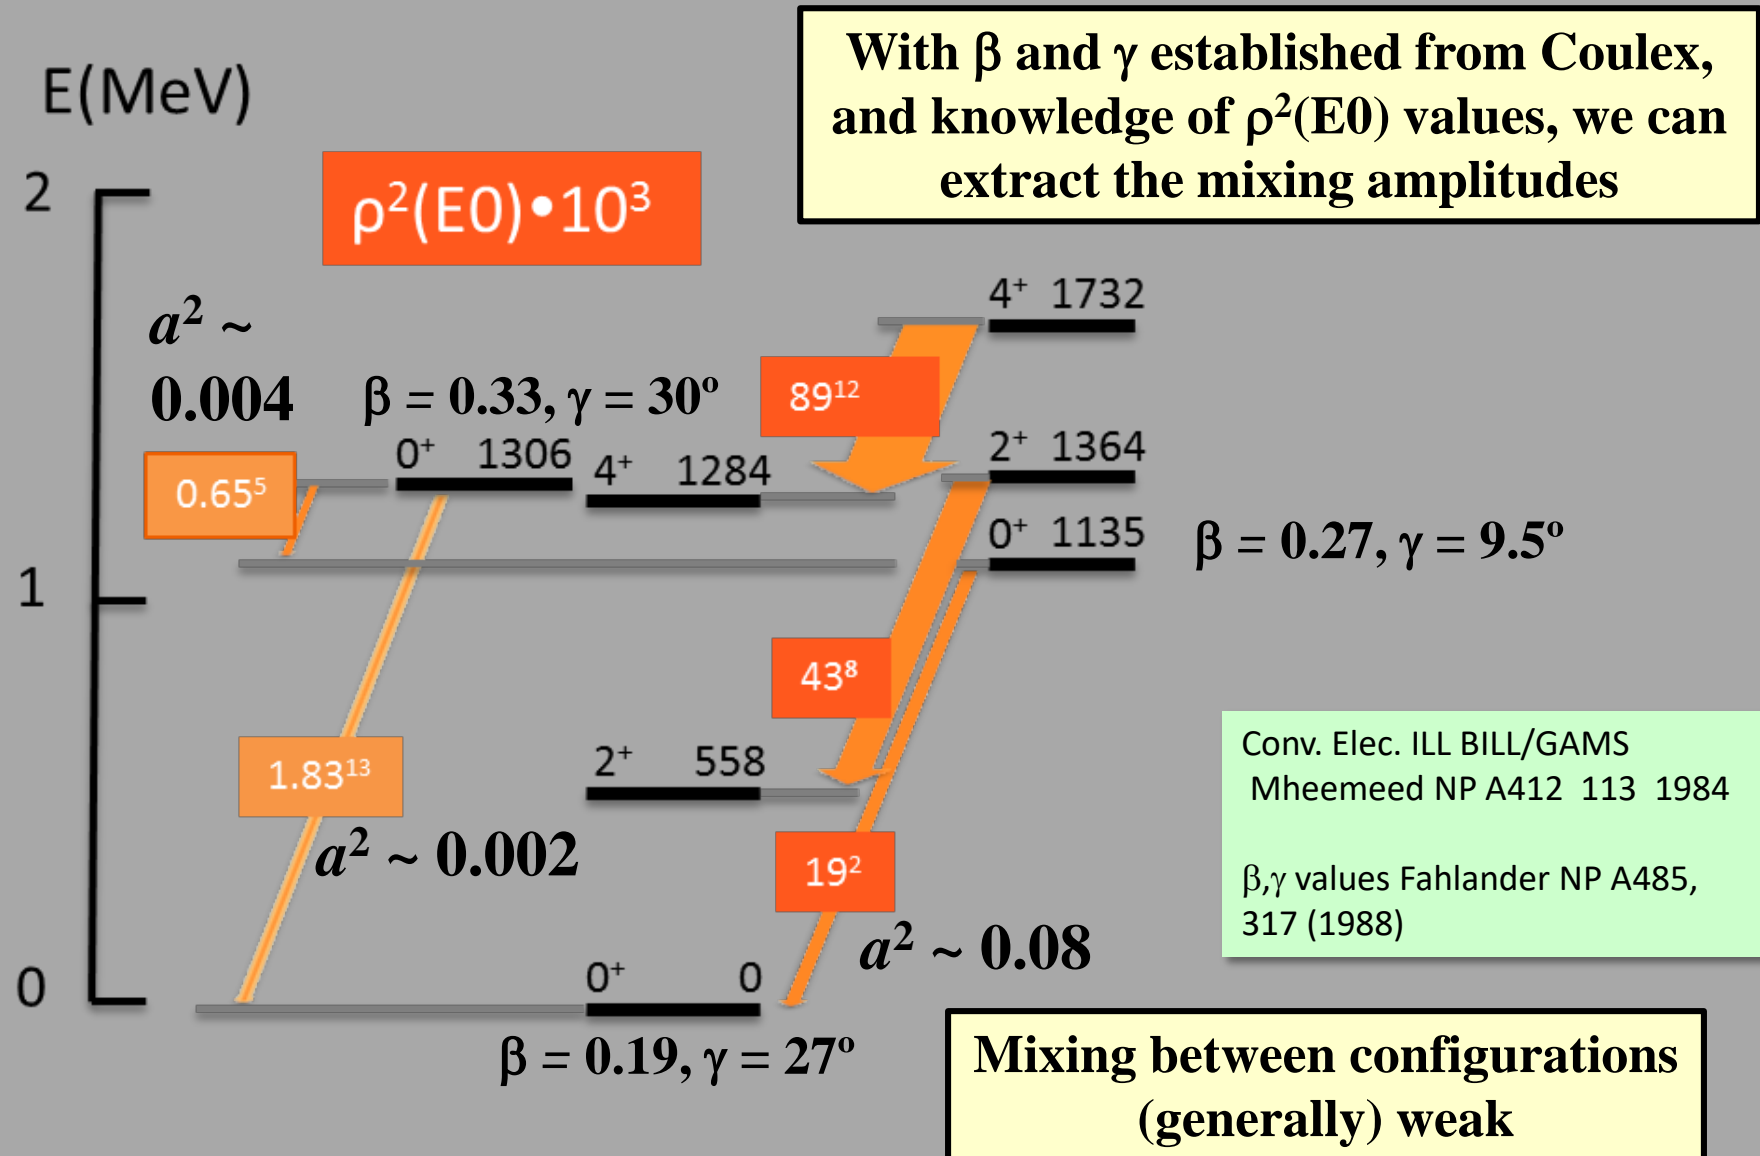 With β and γ established from Coulex,
and knowledge of ρ²(E0) values, we can
extract the mixing amplitudes
E(MeV)
2
ρ²(E0)•10³
4⁺ 1732
a² ~
0.004
β = 0.33, γ = 30º
89¹²
0⁺ 1306
4⁺ 1284
2⁺ 1364
0.65⁵
0⁺ 1135
β = 0.27, γ = 9.5º
1
43⁸
2⁺ 558
1.83¹³
a² ~ 0.002
19²
Conv. Elec. ILL BILL/GAMS
Mheemeed NP A412 113 1984
β,γ values Fahlander NP A485,
317 (1988)
a² ~ 0.08
0
0⁺ 0
β = 0.19, γ = 27º
Mixing between configurations
(generally) weak